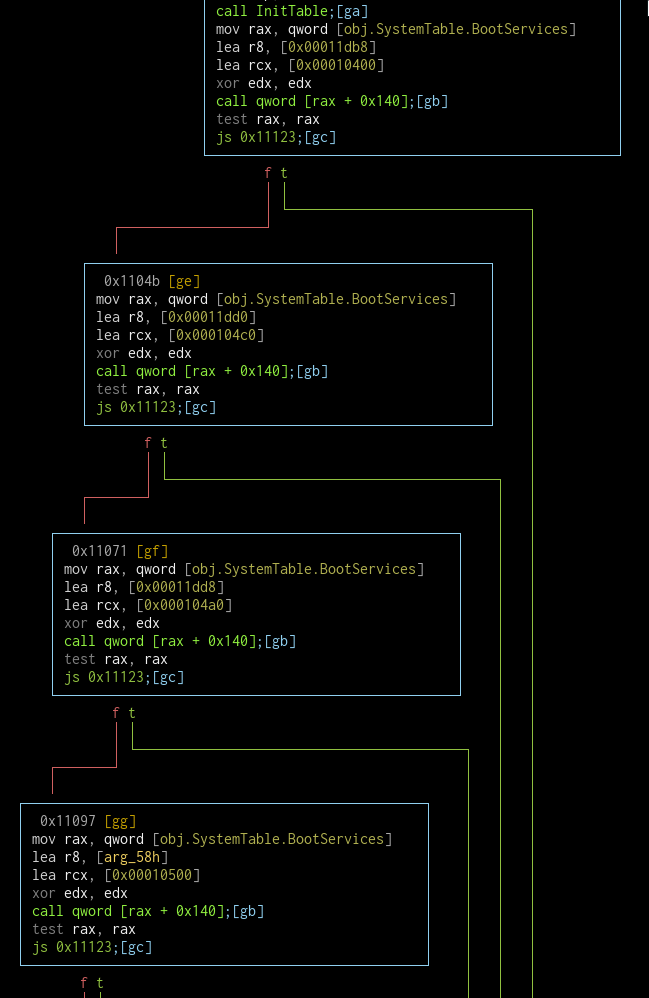 call InitTable;[ga]
mov rax, qword [obj.SystemTable.BootServices]
lea r8, [0x00011db8]
lea rcx, [0x00010400]
xor edx, edx
call qword [rax + 0x140];[gb]
test rax, rax
js 0x11123;[gc]
f t
0x1104b [ge]
mov rax, qword [obj.SystemTable.BootServices]
lea r8, [0x00011dd0]
lea rcx, [0x000104c0]
xor edx, edx
call qword [rax + 0x140];[gb]
test rax, rax
js 0x11123;[gc]
f t
0x11071 [gf]
mov rax, qword [obj.SystemTable.BootServices]
lea r8, [0x00011dd8]
lea rcx, [0x000104a0]
xor edx, edx
call qword [rax + 0x140];[gb]
test rax, rax
js 0x11123;[gc]
f t
0x11097 [gg]
mov rax, qword [obj.SystemTable.BootServices]
lea r8, [arg_58h]
lea rcx, [0x00010500]
xor edx, edx
call qword [rax + 0x140];[gb]
test rax, rax
js 0x11123;[gc]
f t